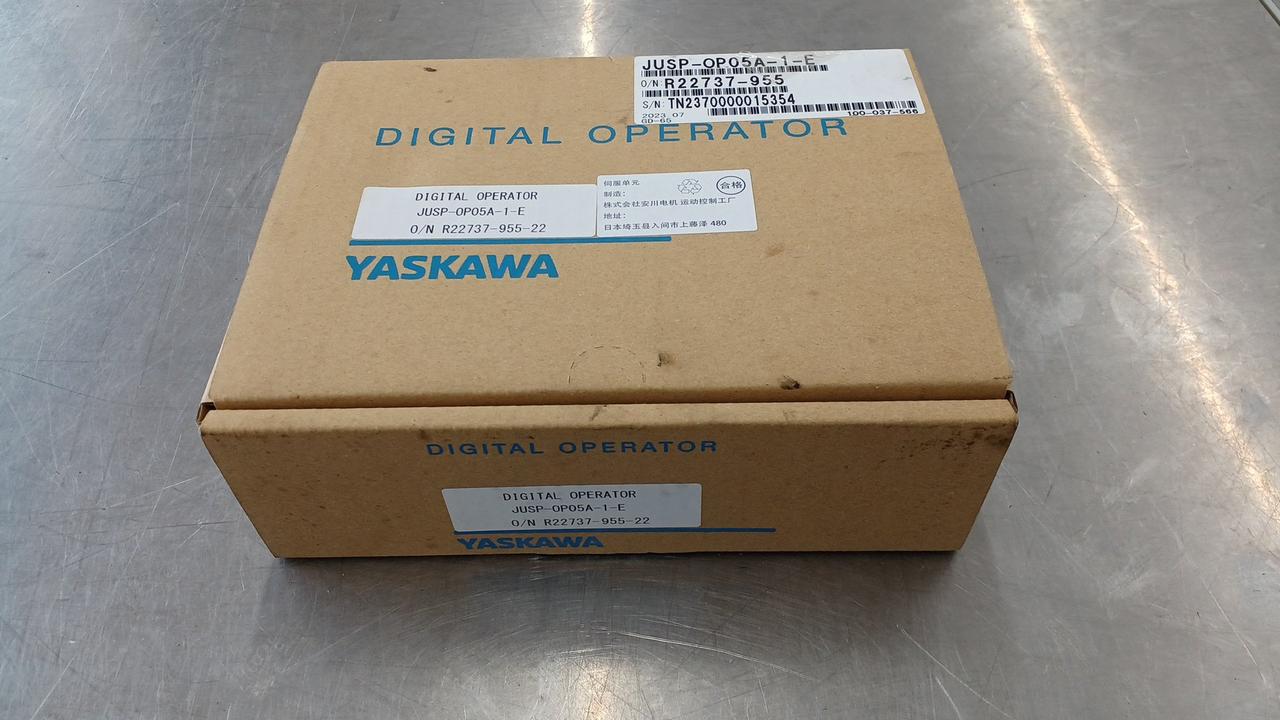 JUSP-OP05A-1-E
O/N R22737-955
S/N TN2370000015354
2023.07
GD-65
100-037-566
DIGITAL OPERATOR
DIGITAL OPERATOR
JUSP-OP05A-1-E
O/N R22737-955-22
伺服单元
制造:
株式会社安川电机 运动控制工厂
地址:
日本埼玉县入间市上藤泽 480
合格
YASKAWA
DIGITAL OPERATOR
DIGITAL OPERATOR
JUSP-OP05A-1-E
O/N R22737-955-22
YASKAWA